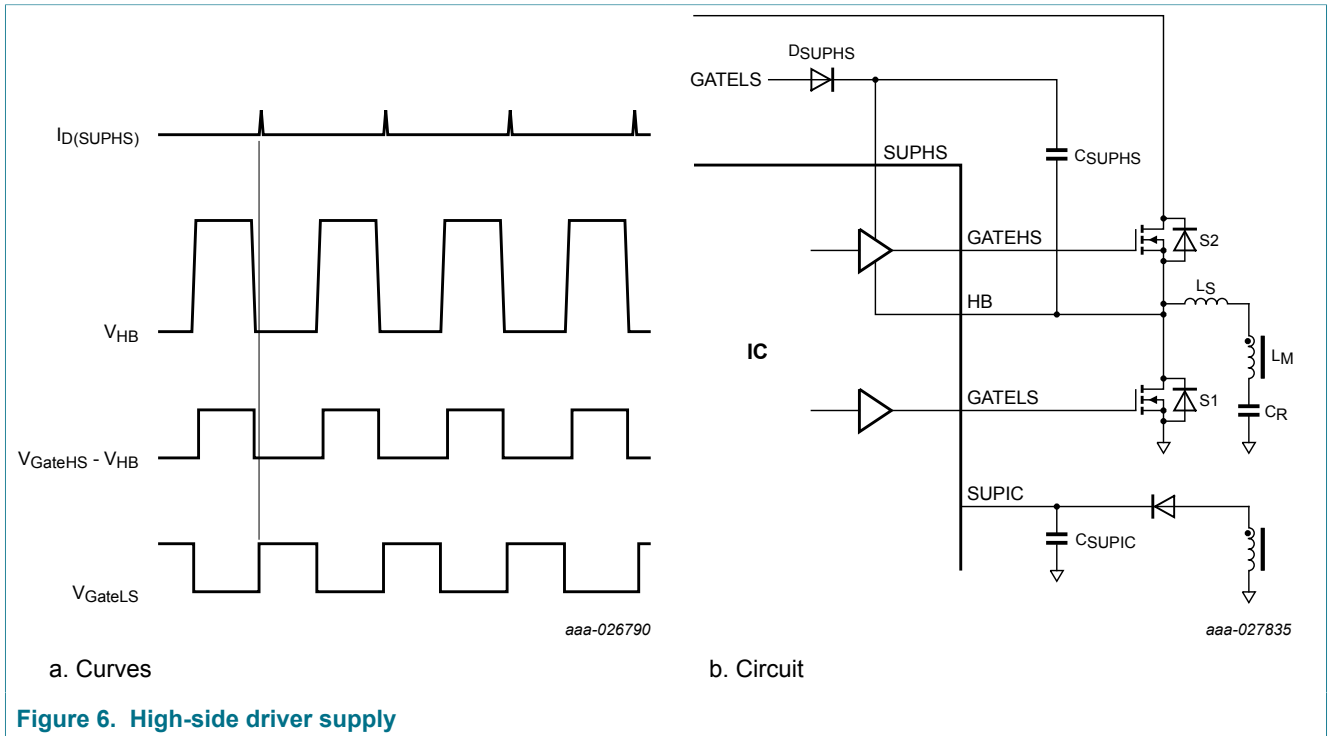 I_D(SUPHS)
V_HB
V_GateHS - V_HB
V_GateLS
aaa-026790
a. Curves
D_SUPHS
GATELS
SUPHS
C_SUPHS
GATEHS
S2
L_S
HB
IC
L_M
GATELS
S1
C_R
SUPIC
C_SUPIC
aaa-027835
b. Circuit
Figure 6. High-side driver supply